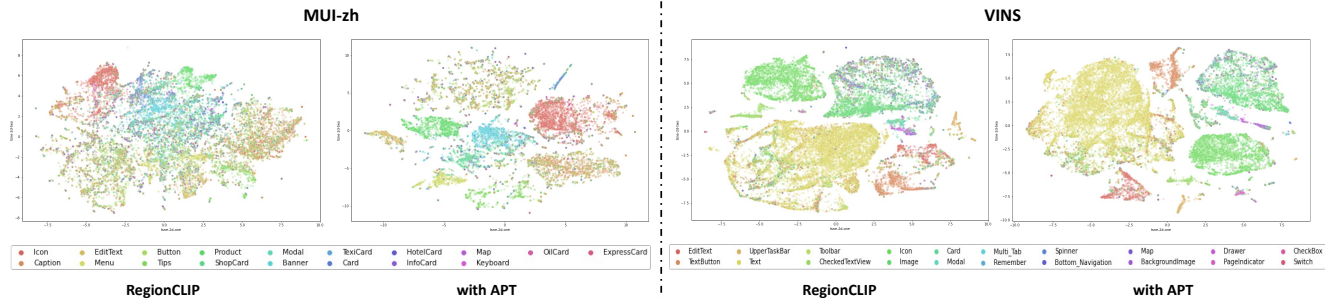 MUI-zh
VINS
Icon EditText Button Product Modal TexiCard HotelCard Map OilCard ExpressCard
Caption Menu Tips ShopCard Banner Card InfoCard Keyboard
EditText UpperTaskBar Toolbar Icon Card Multi_Tab Spinner Map Drawer CheckBox
TextButton Text CheckedTextView Image Modal Remember Bottom_Navigation BackgroundImage PageIndicator Switch
RegionCLIP
with APT
RegionCLIP
with APT